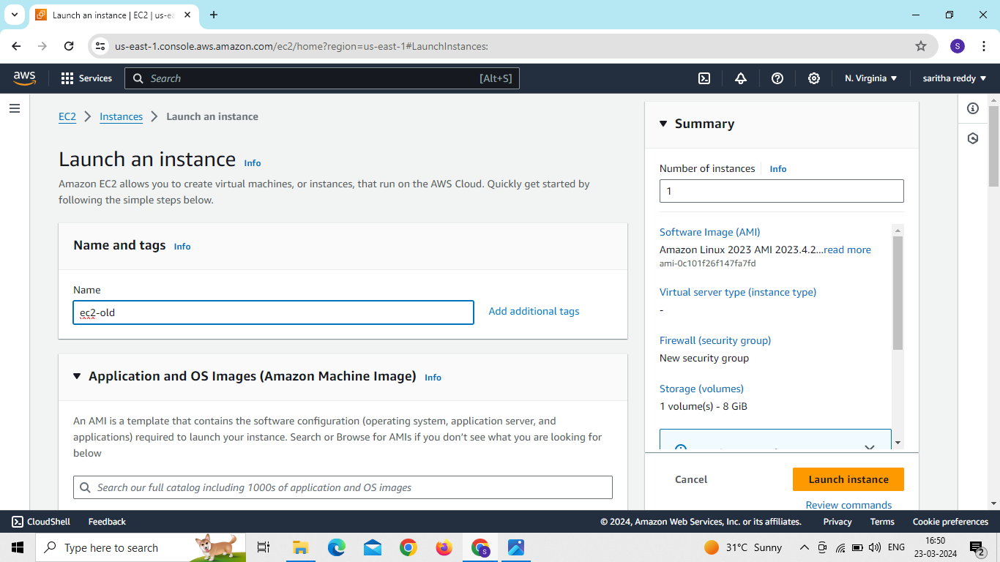 Launch an instance | EC2 | us-ea
us-east-1.console.aws.amazon.com/ec2/home?region=us-east-1#LaunchInstances:
S
aws
Services
Search
[Alt+S]
N. Virginia
saritha reddy
EC2
Instances
Launch an instance
Launch an instance
Info
Amazon EC2 allows you to create virtual machines, or instances, that run on the AWS Cloud. Quickly get started by
following the simple steps below.
Name and tags
Info
Name
ec2-old
Add additional tags
Application and OS Images (Amazon Machine Image)
Info
An AMI is a template that contains the software configuration (operating system, application server, and
applications) required to launch your instance. Search or Browse for AMIs if you don't see what you are looking for
below
Search our full catalog including 1000s of application and OS images
Summary
Number of instances
Info
1
Software Image (AMI)
Amazon Linux 2023 AMI 2023.4.2...read more
ami-0c101f26f147fa7fd
Virtual server type (instance type)
-
Firewall (security group)
New security group
Storage (volumes)
1 volume(s) - 8 GiB
Cancel
Launch instance
Review commands
CloudShell
Feedback
© 2024, Amazon Web Services, Inc. or its affiliates.
Privacy
Terms
Cookie preferences
Type here to search
S
31°C Sunny
ENG
16:50
23-03-2024
2